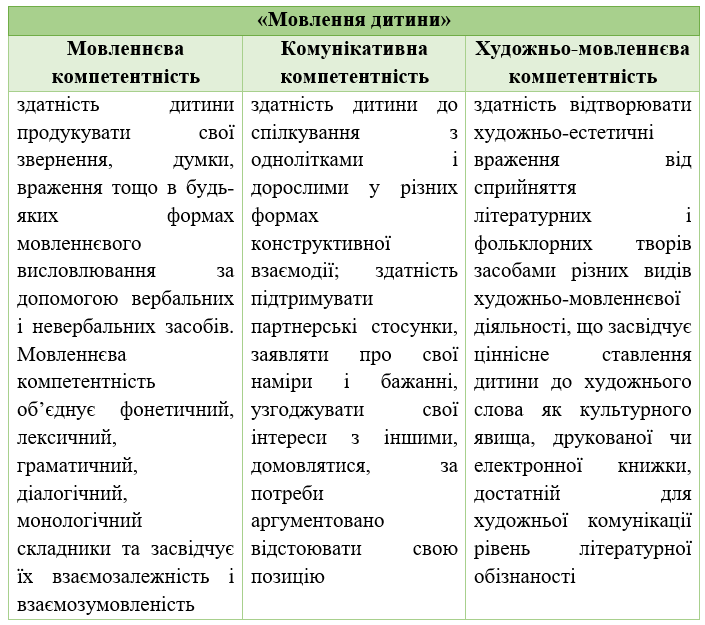 «Мовлення дитини»
Мовленнєва
компетентність
Комунікативна
компетентність
Художньо-мовленнєва
компетентність
здатність дитини
продукувати свої
звернення, думки,
враження тощо в будь-
яких формах
мовленнєвого
висловлювання за
допомогою вербальних
і невербальних засобів.
Мовленнєва
компетентність
об’єднує фонетичний,
лексичний,
граматичний,
діалогічний,
монологічний
складники та засвідчує
їх взаємозалежність і
взаємозумовленість
здатність дитини до
спілкування з
однолітками і
дорослими у різних
формах
конструктивної
взаємодії; здатність
підтримувати
партнерські стосунки,
заявляти про свої
наміри і бажанні,
узгоджувати свої
інтереси з іншими,
домовлятися, за
потреби
аргументовано
відстоювати свою
позицію
здатність відтворювати
художньо-естетичні
враження від
сприйняття
літературних і
фольклорних творів
засобами різних видів
художньо-мовленнєвої
діяльності, що засвідчує
ціннісне ставлення
дитини до художнього
слова як культурного
явища, друкованої чи
електронної книжки,
достатній для
художньої комунікації
рівень літературної
обізнаності